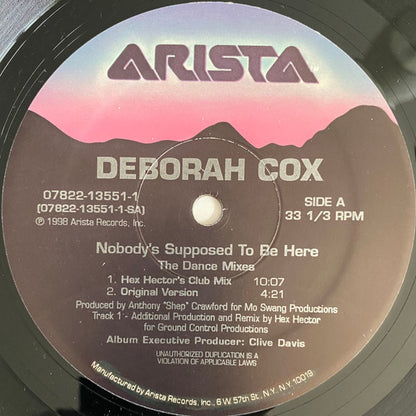 ARISTA
DEBORAH COX
07822-13551-1
(07822-13551-1-SA)
℗ 1998 Arista Records, Inc.
SIDE A
33 1/3 RPM
Nobody's Supposed To Be Here
The Dance Mixes
1. Hex Hector's Club Mix 10:07
2. Original Version 4:21
Produced by Anthony "Shep" Crawford for Mo Swang Productions
Track 1 - Additional Production and Remix by Hex Hector
for Ground Control Productions
Album Executive Producer: Clive Davis
UNAUTHORIZED DUPLICATION IS A
VIOLATION OF APPLICABLE LAWS
Manufactured by Arista Records, Inc., 6 W. 57th St., N.Y. N.Y. 10019